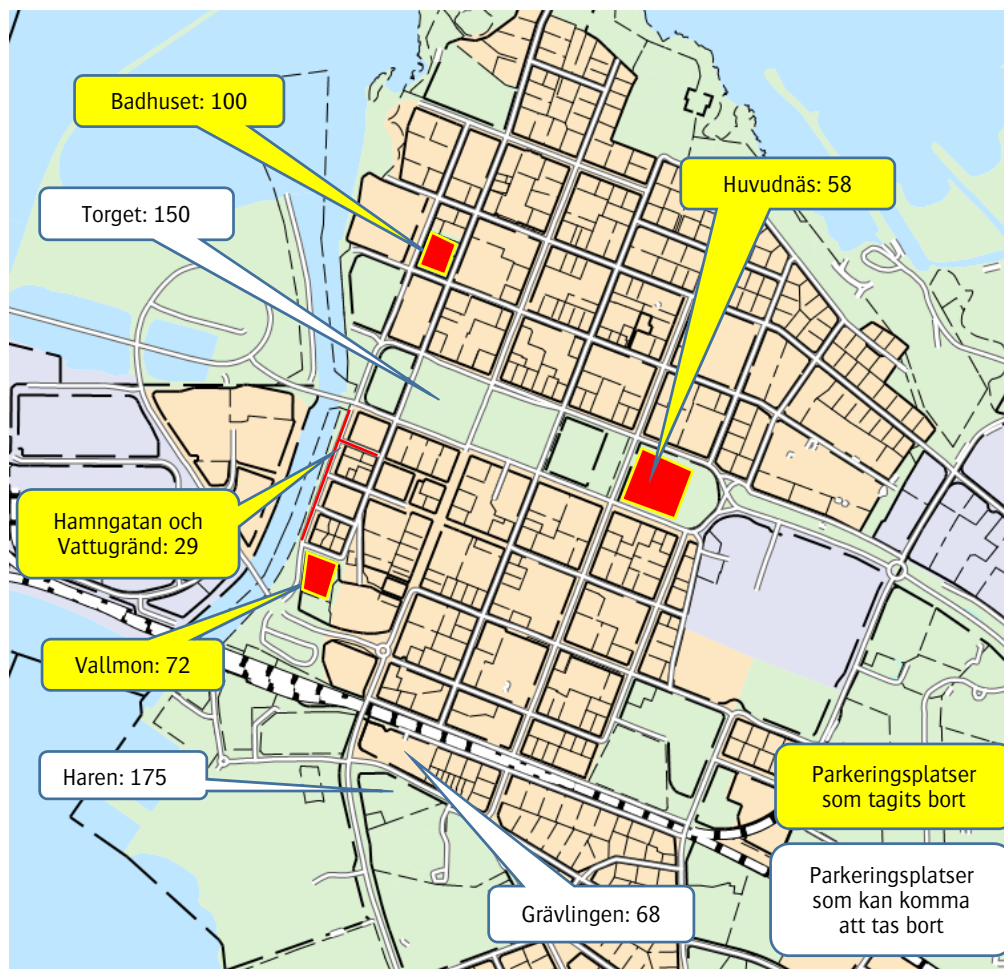 Badhuset: 100
Huvudnäs: 58
Torget: 150
Hamngatan och
Vattugränd: 29
Vallmon: 72
Haren: 175
Grävlingen: 68
Parkeringsplatser
som tagits bort
Parkeringsplatser
som kan komma
att tas bort